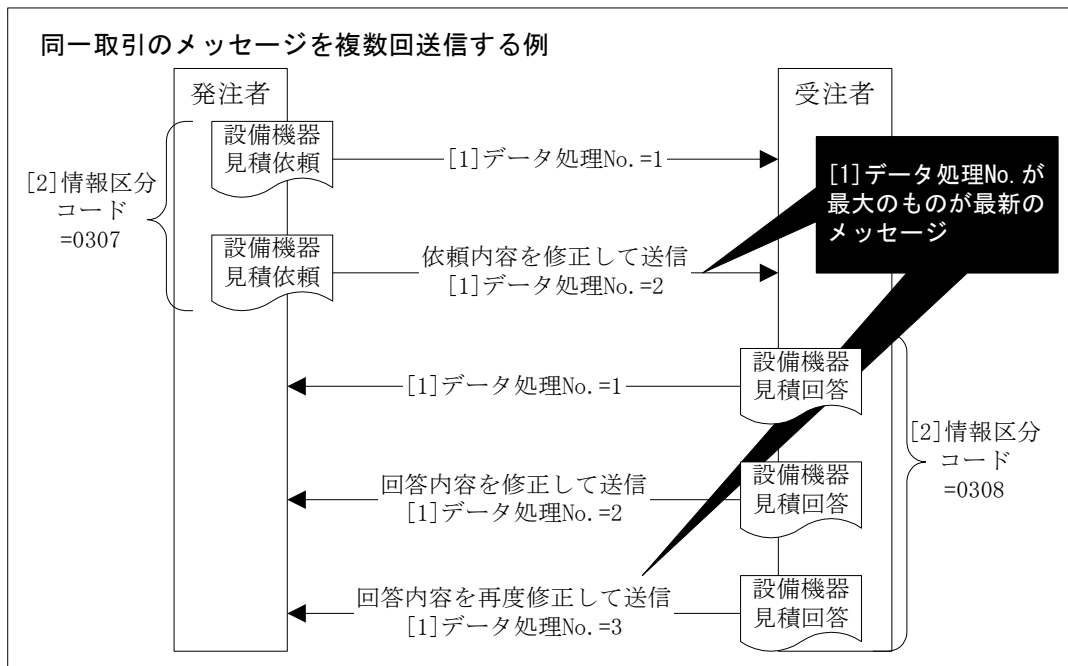 同一取引のメッセージを複数回送信する例
発注者
受注者
設備機器
見積依頼
[1]データ処理No.=1
[2]情報区分
コード
=0307
[1]データ処理No.が
最大のものが最新の
メッセージ
設備機器
見積依頼
依頼内容を修正して送信
[1]データ処理No.=2
設備機器
見積回答
[1]データ処理No.=1
[2]情報区分
コード
=0308
設備機器
見積回答
回答内容を修正して送信
[1]データ処理No.=2
設備機器
見積回答
回答内容を再度修正して送信
[1]データ処理No.=3